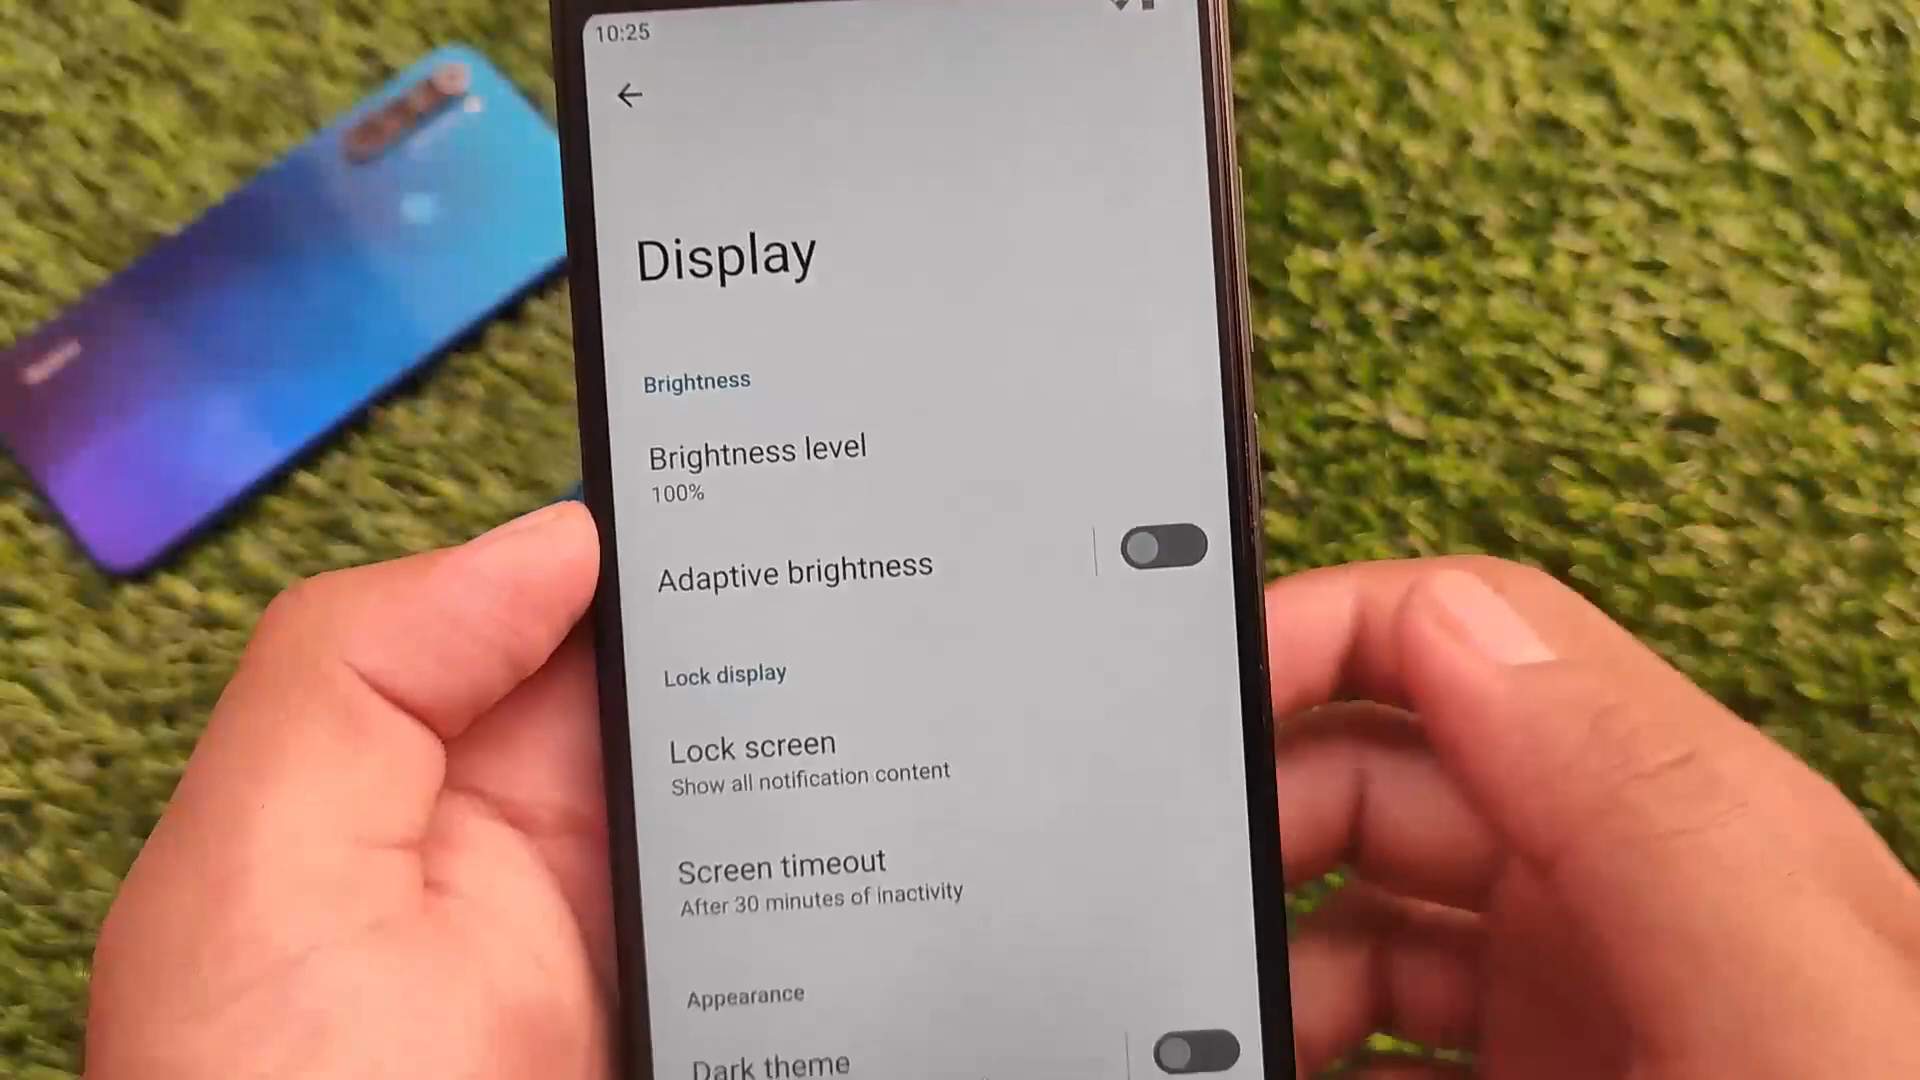 10:25
Display
Brightness
Brightness level
100%
Adaptive brightness
Lock display
Lock screen
Show all notification content
Screen timeout
After 30 minutes of inactivity
Appearance
Dark theme